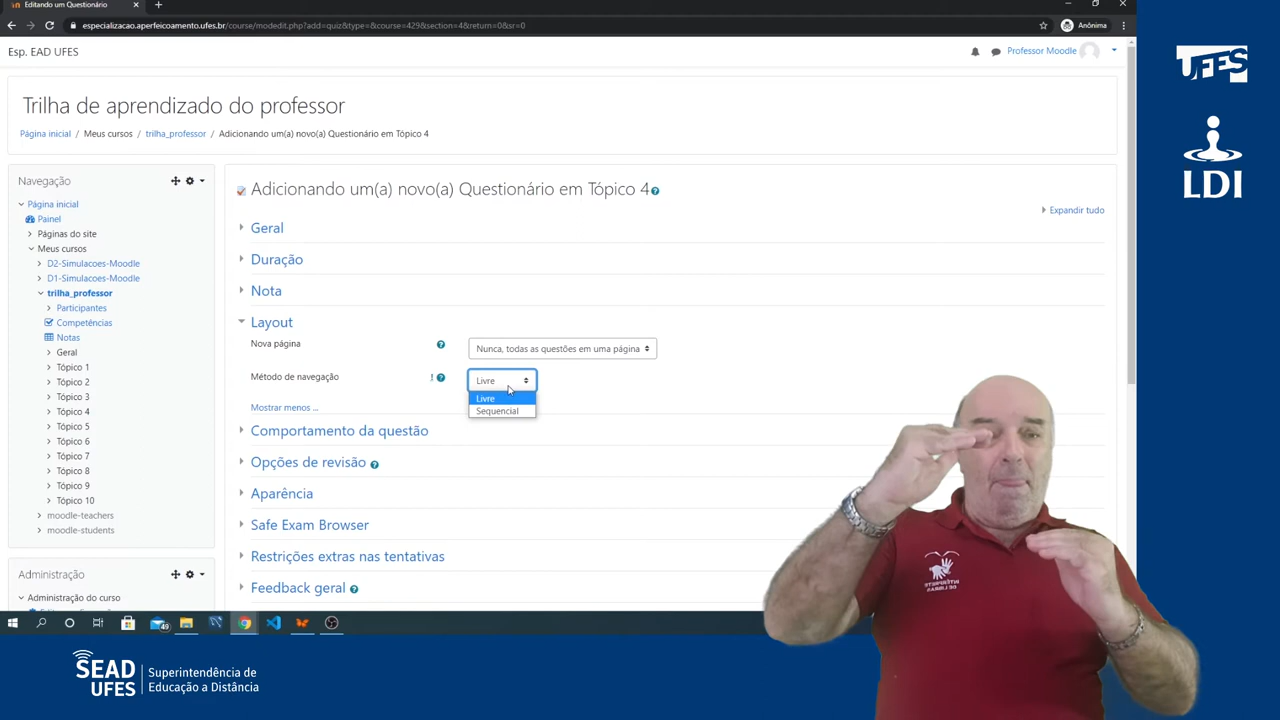 Editando um Questionário
especializacao.aperfeicoamento.ufes.br/course/modedit.php?add=quiz&type=&course=429&section=4&return=0&sr=0
Anônima
Esp. EAD UFES
Professor Moodle
Trilha de aprendizado do professor
Página inicial / Meus cursos / trilha_professor / Adicionando um(a) novo(a) Questionário em Tópico 4
Navegação
Página inicial
Painel
Páginas do site
Meus cursos
D2-Simulacoes-Moodle
D1-Simulacoes-Moodle
trilha_professor
Participantes
Competências
Notas
Geral
Tópico 1
Tópico 2
Tópico 3
Tópico 4
Tópico 5
Tópico 6
Tópico 7
Tópico 8
Tópico 9
Tópico 10
moodle-teachers
moodle-students
Administração
Administração do curso
Adicionando um(a) novo(a) Questionário em Tópico 4
Expandir tudo
Geral
Duração
Nota
Layout
Nova página
Nunca, todas as questões em uma página
Método de navegação
!
Livre
Livre
Sequencial
Mostrar menos ...
Comportamento da questão
Opções de revisão
Aparência
Safe Exam Browser
Restrições extras nas tentativas
Feedback geral
49
UFES
LDI
INTÉRPRETE
DE LIBRAS
SEAD
UFES
Superintendência de
Educação a Distância